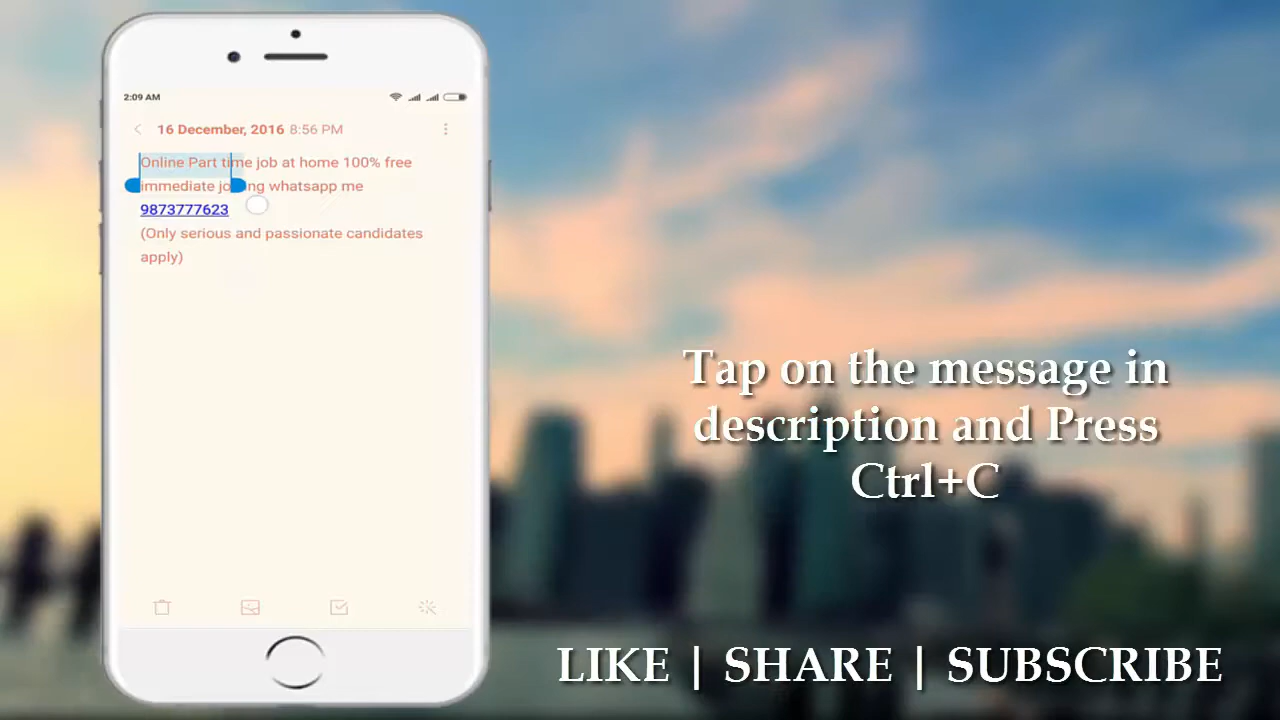 2:09 AM
16 December, 2016 8:56 PM
Online Part time job at home 100% free
immediate ng whatsapp me
9873777623
(Only serious and passionate candidates
apply)
Tap on the message in
description and Press
Ctrl+C
LIKE | SHARE | SUBSCRIBE